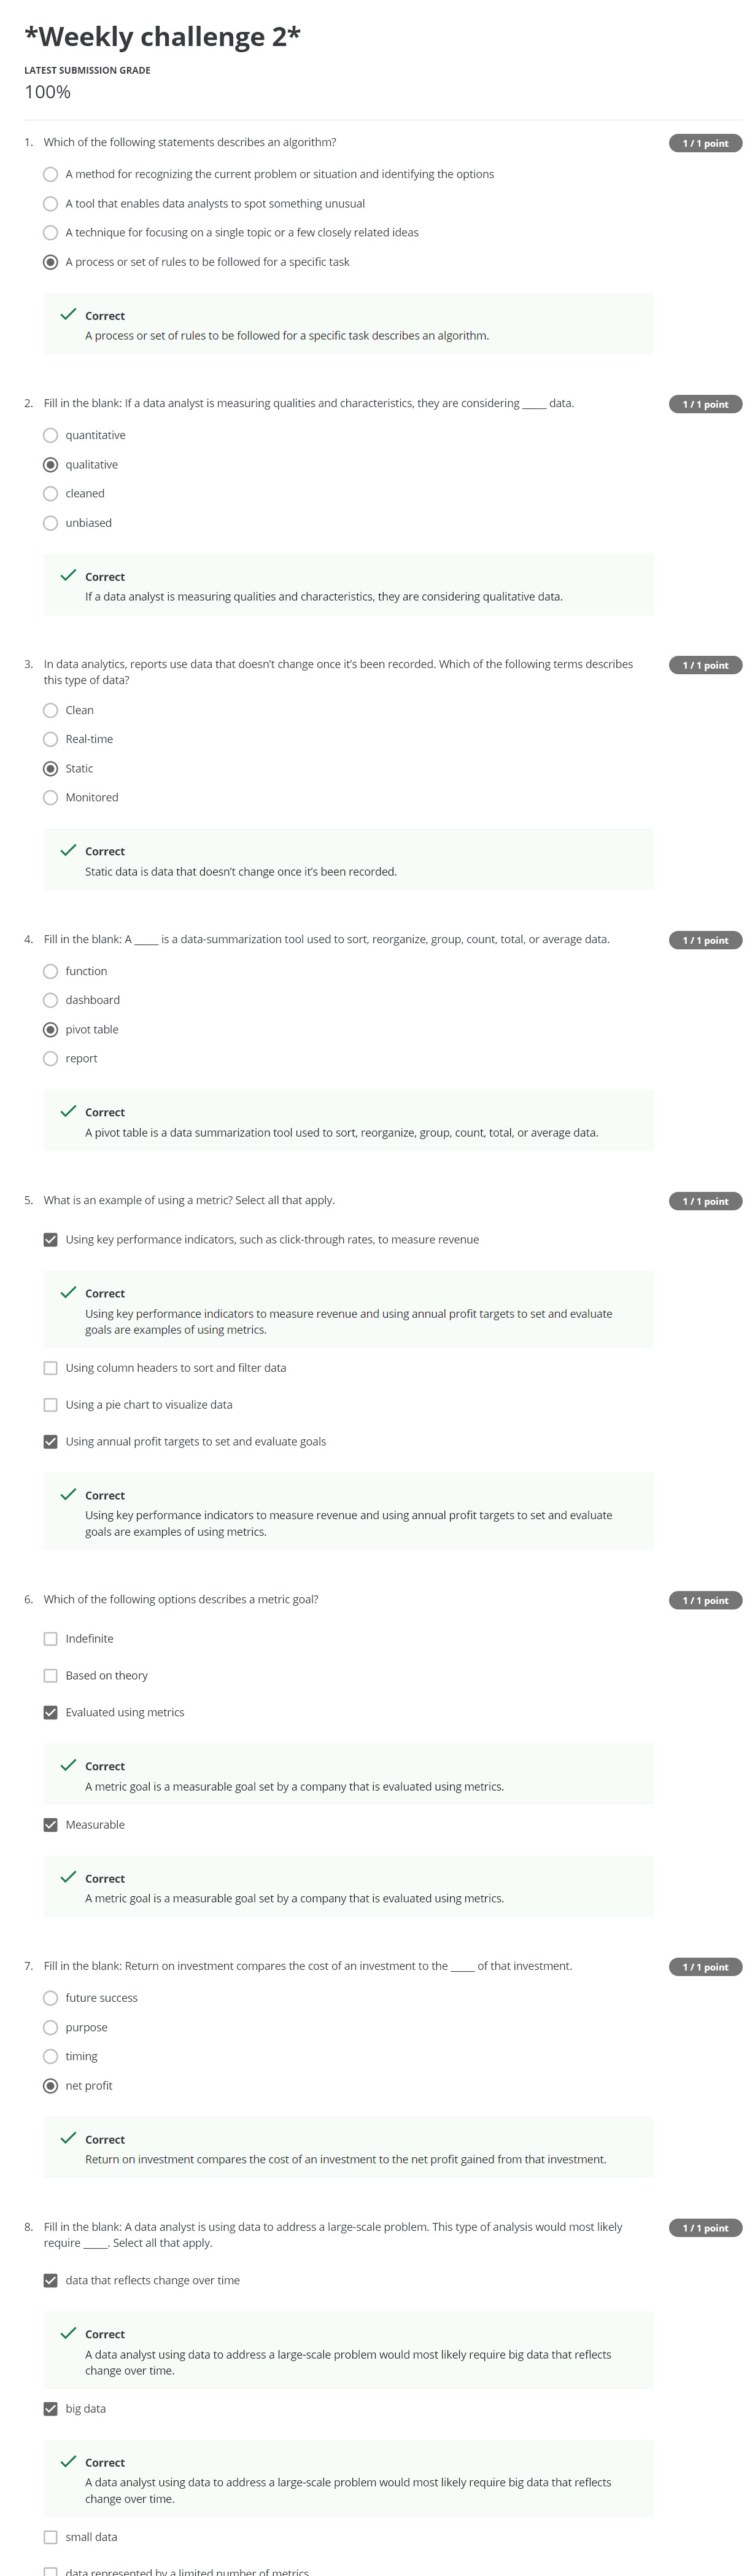 *Weekly challenge 2*
LATEST SUBMISSION GRADE
100%
1. Which of the following statements describes an algorithm?
1 / 1 point
A method for recognizing the current problem or situation and identifying the options
A tool that enables data analysts to spot something unusual
A technique for focusing on a single topic or a few closely related ideas
A process or set of rules to be followed for a specific task
Correct
A process or set of rules to be followed for a specific task describes an algorithm.
2. Fill in the blank: If a data analyst is measuring qualities and characteristics, they are considering _____ data.
1 / 1 point
quantitative
qualitative
cleaned
unbiased
Correct
If a data analyst is measuring qualities and characteristics, they are considering qualitative data.
3. In data analytics, reports use data that doesn’t change once it’s been recorded. Which of the following terms describes
this type of data?
1 / 1 point
Clean
Real-time
Static
Monitored
Correct
Static data is data that doesn’t change once it’s been recorded.
4. Fill in the blank: A _____ is a data-summarization tool used to sort, reorganize, group, count, total, or average data.
1 / 1 point
function
dashboard
pivot table
report
Correct
A pivot table is a data summarization tool used to sort, reorganize, group, count, total, or average data.
5. What is an example of using a metric? Select all that apply.
1 / 1 point
Using key performance indicators, such as click-through rates, to measure revenue
Correct
Using key performance indicators to measure revenue and using annual profit targets to set and evaluate
goals are examples of using metrics.
Using column headers to sort and filter data
Using a pie chart to visualize data
Using annual profit targets to set and evaluate goals
Correct
Using key performance indicators to measure revenue and using annual profit targets to set and evaluate
goals are examples of using metrics.
6. Which of the following options describes a metric goal?
1 / 1 point
Indefinite
Based on theory
Evaluated using metrics
Correct
A metric goal is a measurable goal set by a company that is evaluated using metrics.
Measurable
Correct
A metric goal is a measurable goal set by a company that is evaluated using metrics.
7. Fill in the blank: Return on investment compares the cost of an investment to the _____ of that investment.
1 / 1 point
future success
purpose
timing
net profit
Correct
Return on investment compares the cost of an investment to the net profit gained from that investment.
8. Fill in the blank: A data analyst is using data to address a large-scale problem. This type of analysis would most likely
require _____. Select all that apply.
1 / 1 point
data that reflects change over time
Correct
A data analyst using data to address a large-scale problem would most likely require big data that reflects
change over time.
big data
Correct
A data analyst using data to address a large-scale problem would most likely require big data that reflects
change over time.
small data
data represented by a limited number of metrics